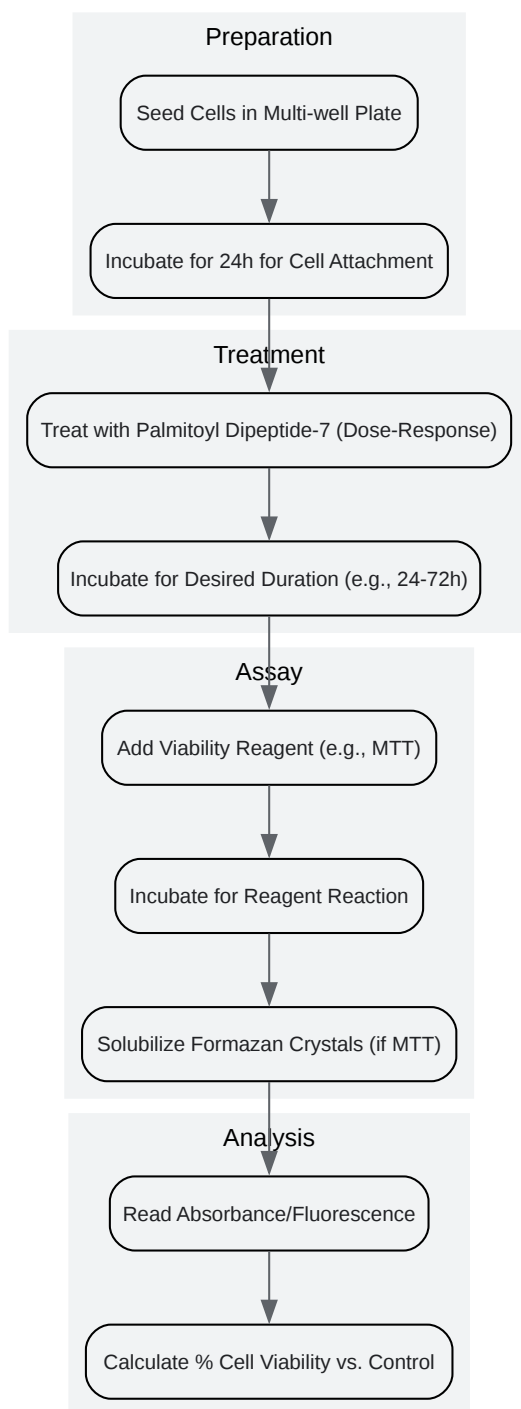 Preparation
Seed Cells in Multi-well Plate
Incubate for 24h for Cell Attachment
Treatment
Treat with Palmitoyl Dipeptide-7 (Dose-Response)
Incubate for Desired Duration (e.g., 24-72h)
Assay
Add Viability Reagent (e.g., MTT)
Incubate for Reagent Reaction
Solubilize Formazan Crystals (if MTT)
Analysis
Read Absorbance/Fluorescence
Calculate % Cell Viability vs. Control